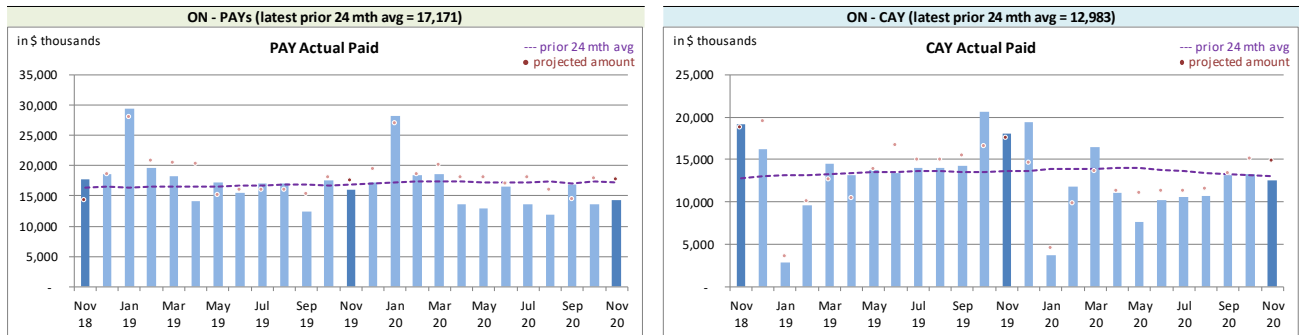 ON - PAYs (latest prior 24 mth avg = 17,171)
in $ thousands
PAY Actual Paid
--- prior 24 mth avg
• projected amount
35,000
30,000
25,000
20,000
15,000
10,000
5,000
-
Nov 18 Jan 19 Mar 19 May 19 Jul 19 Sep 19 Nov 19 Jan 20 Mar 20 May 20 Jul 20 Sep 20 Nov 20
ON - CAY (latest prior 24 mth avg = 12,983)
in $ thousands
CAY Actual Paid
--- prior 24 mth avg
• projected amount
25,000
20,000
15,000
10,000
5,000
-
Nov 18 Jan 19 Mar 19 May 19 Jul 19 Sep 19 Nov 19 Jan 20 Mar 20 May 20 Jul 20 Sep 20 Nov 20